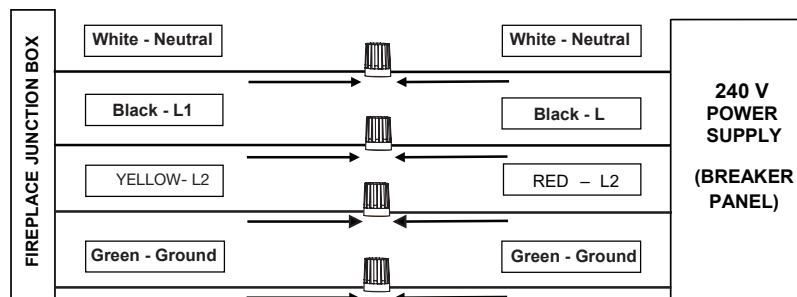 FIREPLACE JUNCTION BOX
White - Neutral
White - Neutral
Black - L1
Black - L
YELLOW- L2
RED – L2
Green - Ground
Green - Ground
240 V
POWER
SUPPLY
(BREAKER
PANEL)